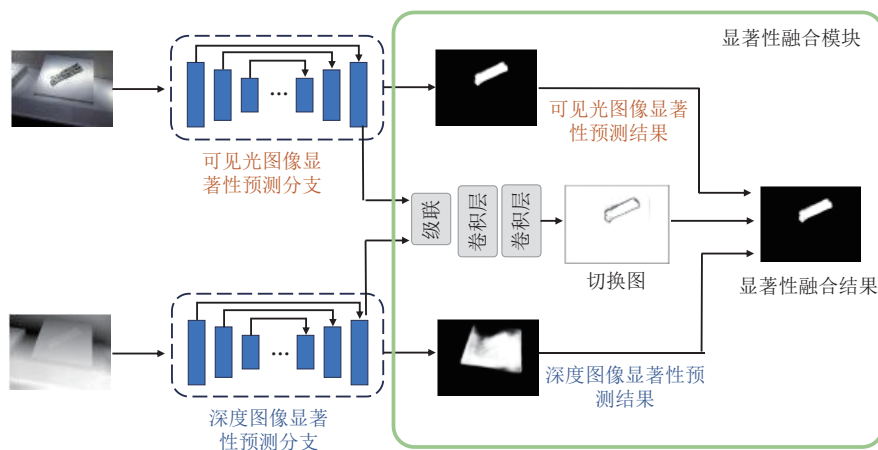 显著性融合模块
可见光图像显著
性预测结果
可见光图像显
著性预测分支
级联
卷积层
卷积层
切换图
显著性融合结果
深度图像显著性预
测结果
深度图像显著
性预测分支